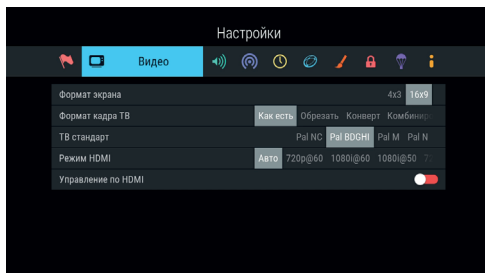 Настройки
Видео
Формат экрана 4x3 16x9
Формат кадра ТВ Как есть Обрезать Конверт
ТВ стандарт Pal NC Pal BDGHI Pal M Pal N
Режим HDMI Авто 720p@60 1080i@60 1080i@50
Управление по HDMI